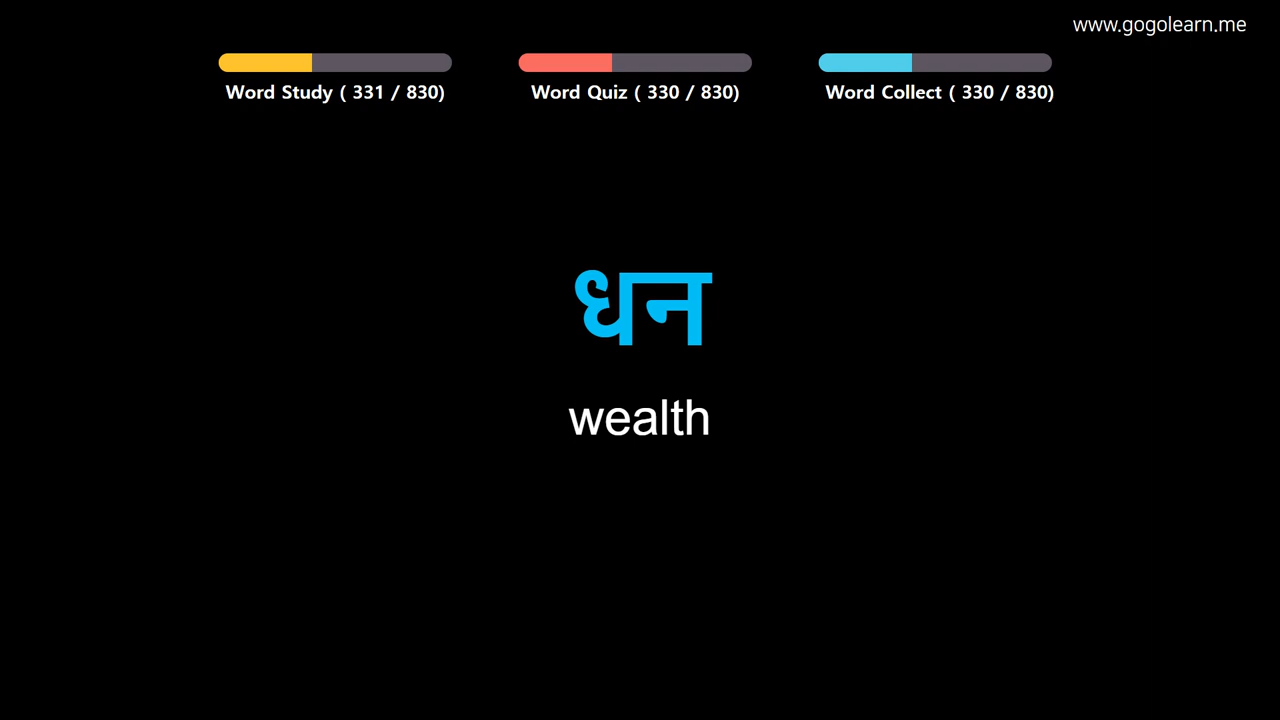 www.gogolearn.me
Word Study ( 331 / 830)
Word Quiz ( 330 / 830)
Word Collect ( 330 / 830)
धन
wealth